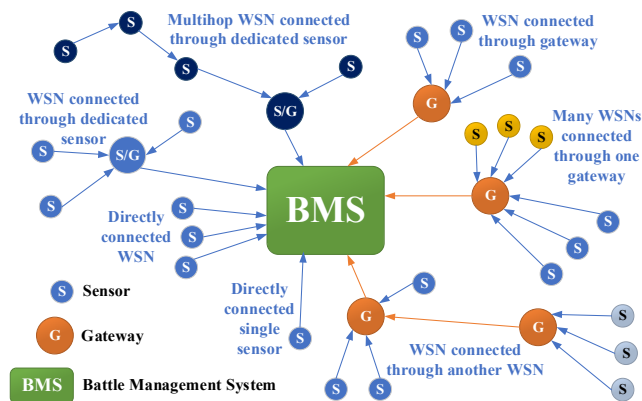 Multihop WSN connected
through dedicated sensor
S
S
S
S
S/G
S
WSN connected
through gateway
S
S
S
G
WSN connected
through dedicated
sensor
S
S
S
S/G
Many WSNs
connected
through one
gateway
S
S
S
G
S
S
S
BMS
Directly
connected
WSN
S
S
S
Directly
connected
single
sensor
S
G
S
S
S
WSN connected
through another WSN
G
S
S
S
S Sensor
G Gateway
BMS Battle Management System